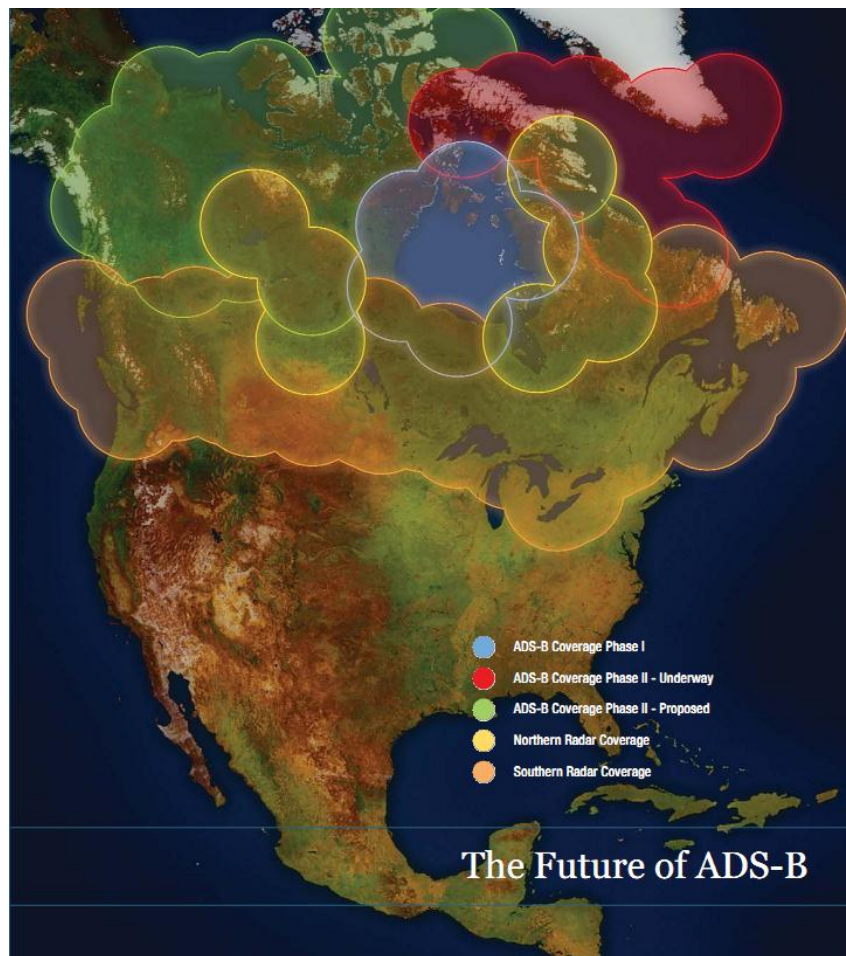 ADS-B Coverage Phase I
ADS-B Coverage Phase II - Underway
ADS-B Coverage Phase II - Proposed
Northern Radar Coverage
Southern Radar Coverage
The Future of ADS-B